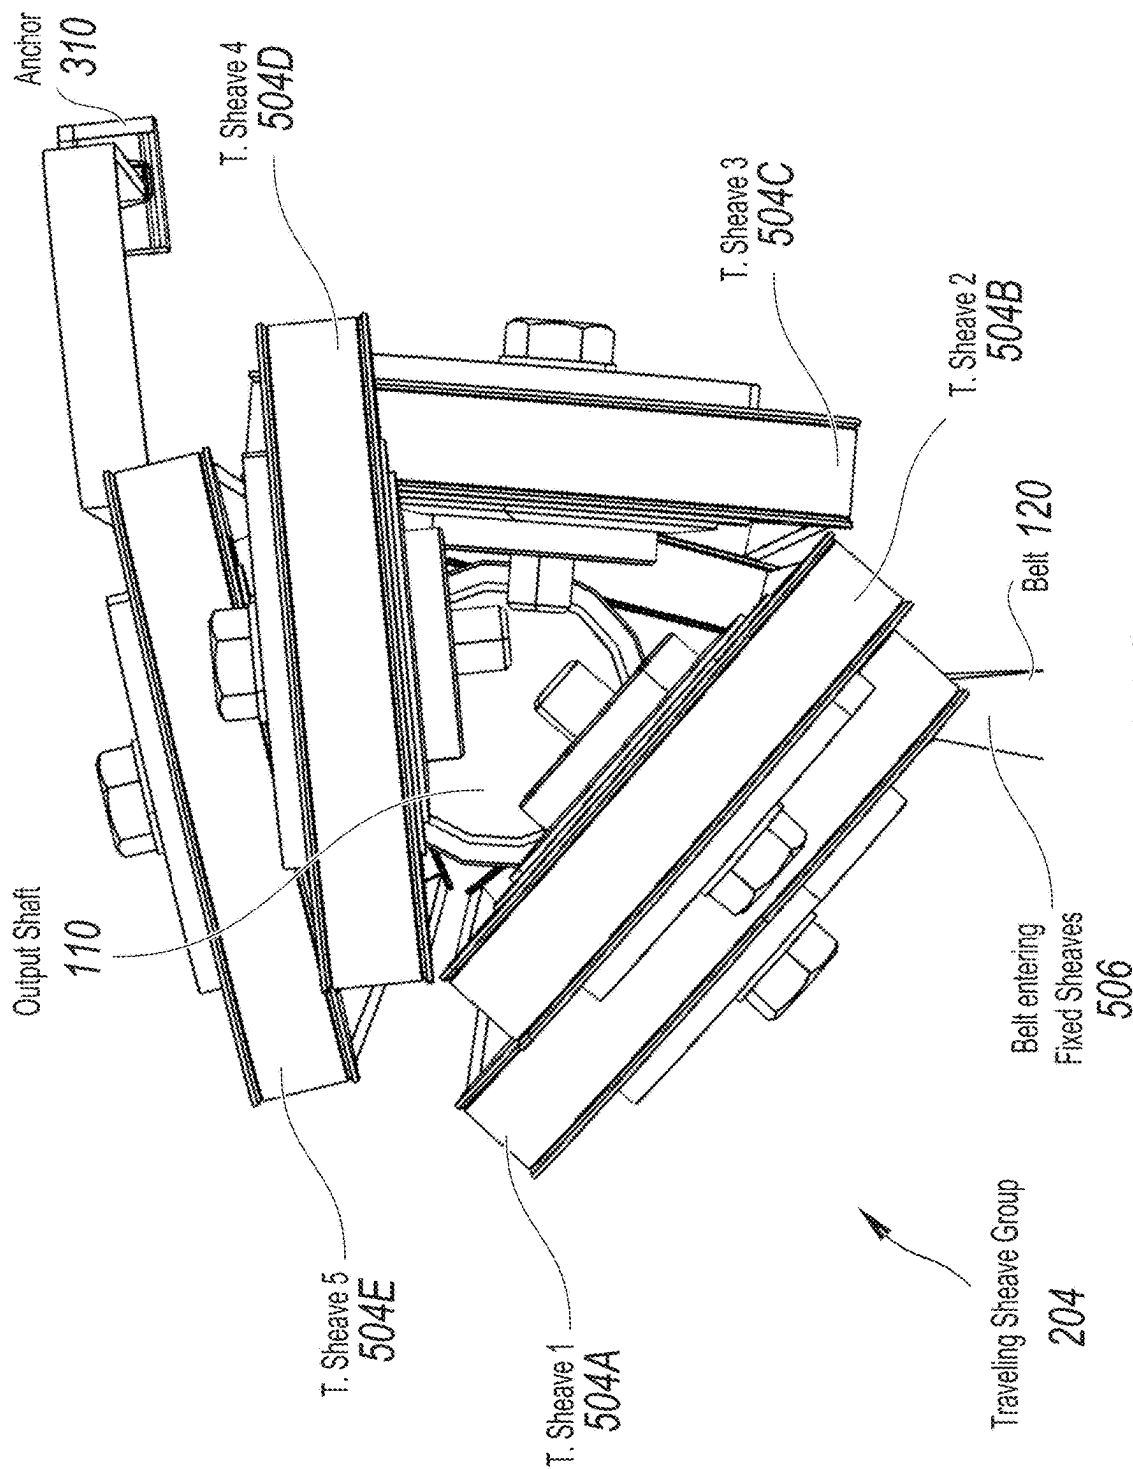 Anchor
310
T. Sheave 4
504D
T. Sheave 3
504C
T. Sheave 2
504B
Belt 120
Output Shaft
110
Belt entering
Fixed Sheaves
506
T. Sheave 5
504E
T. Sheave 1
504A
Traveling Sheave Group
204